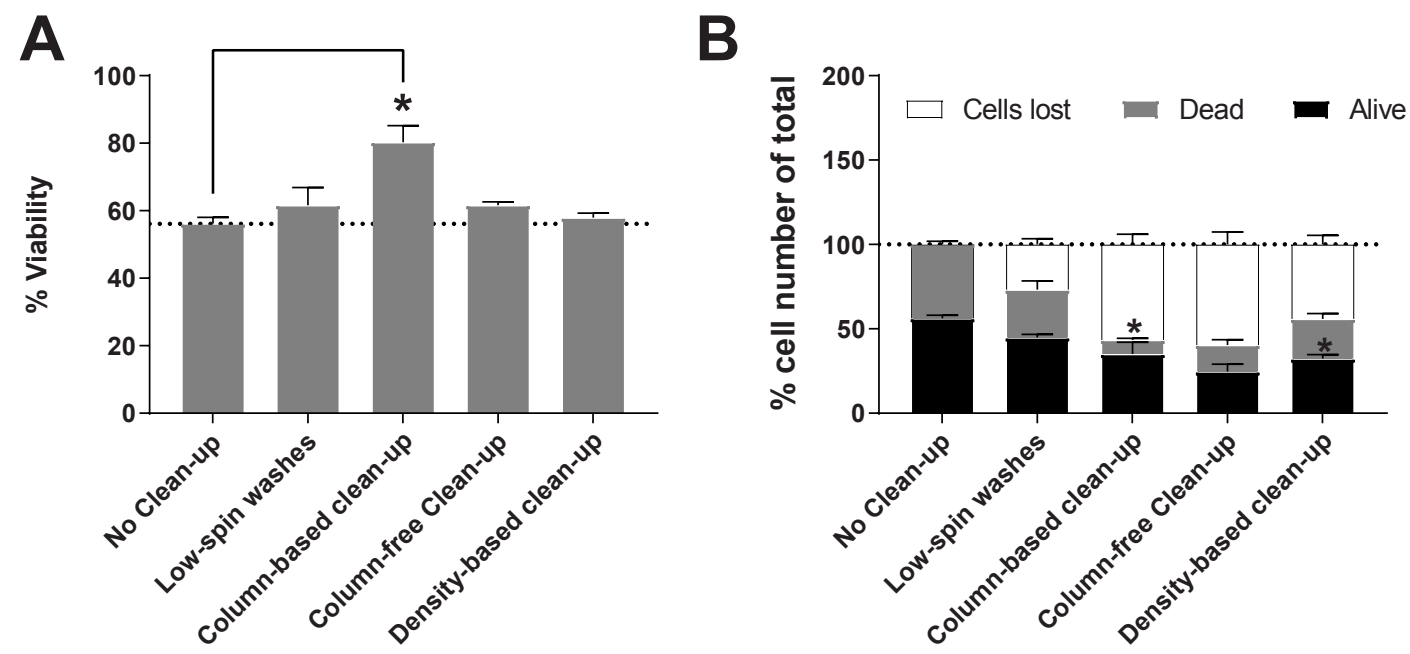 A
% Viability
100
80
60
40
20
0
*
No Clean-up
Low-spin washes
Column-based clean-up
Column-free Clean-up
Density-based clean-up
B
% cell number of total
200
150
100
50
0
Cells lost
Dead
Alive
*
*
No Clean-up
Low-spin washes
Column-based clean-up
Column-free Clean-up
Density-based clean-up